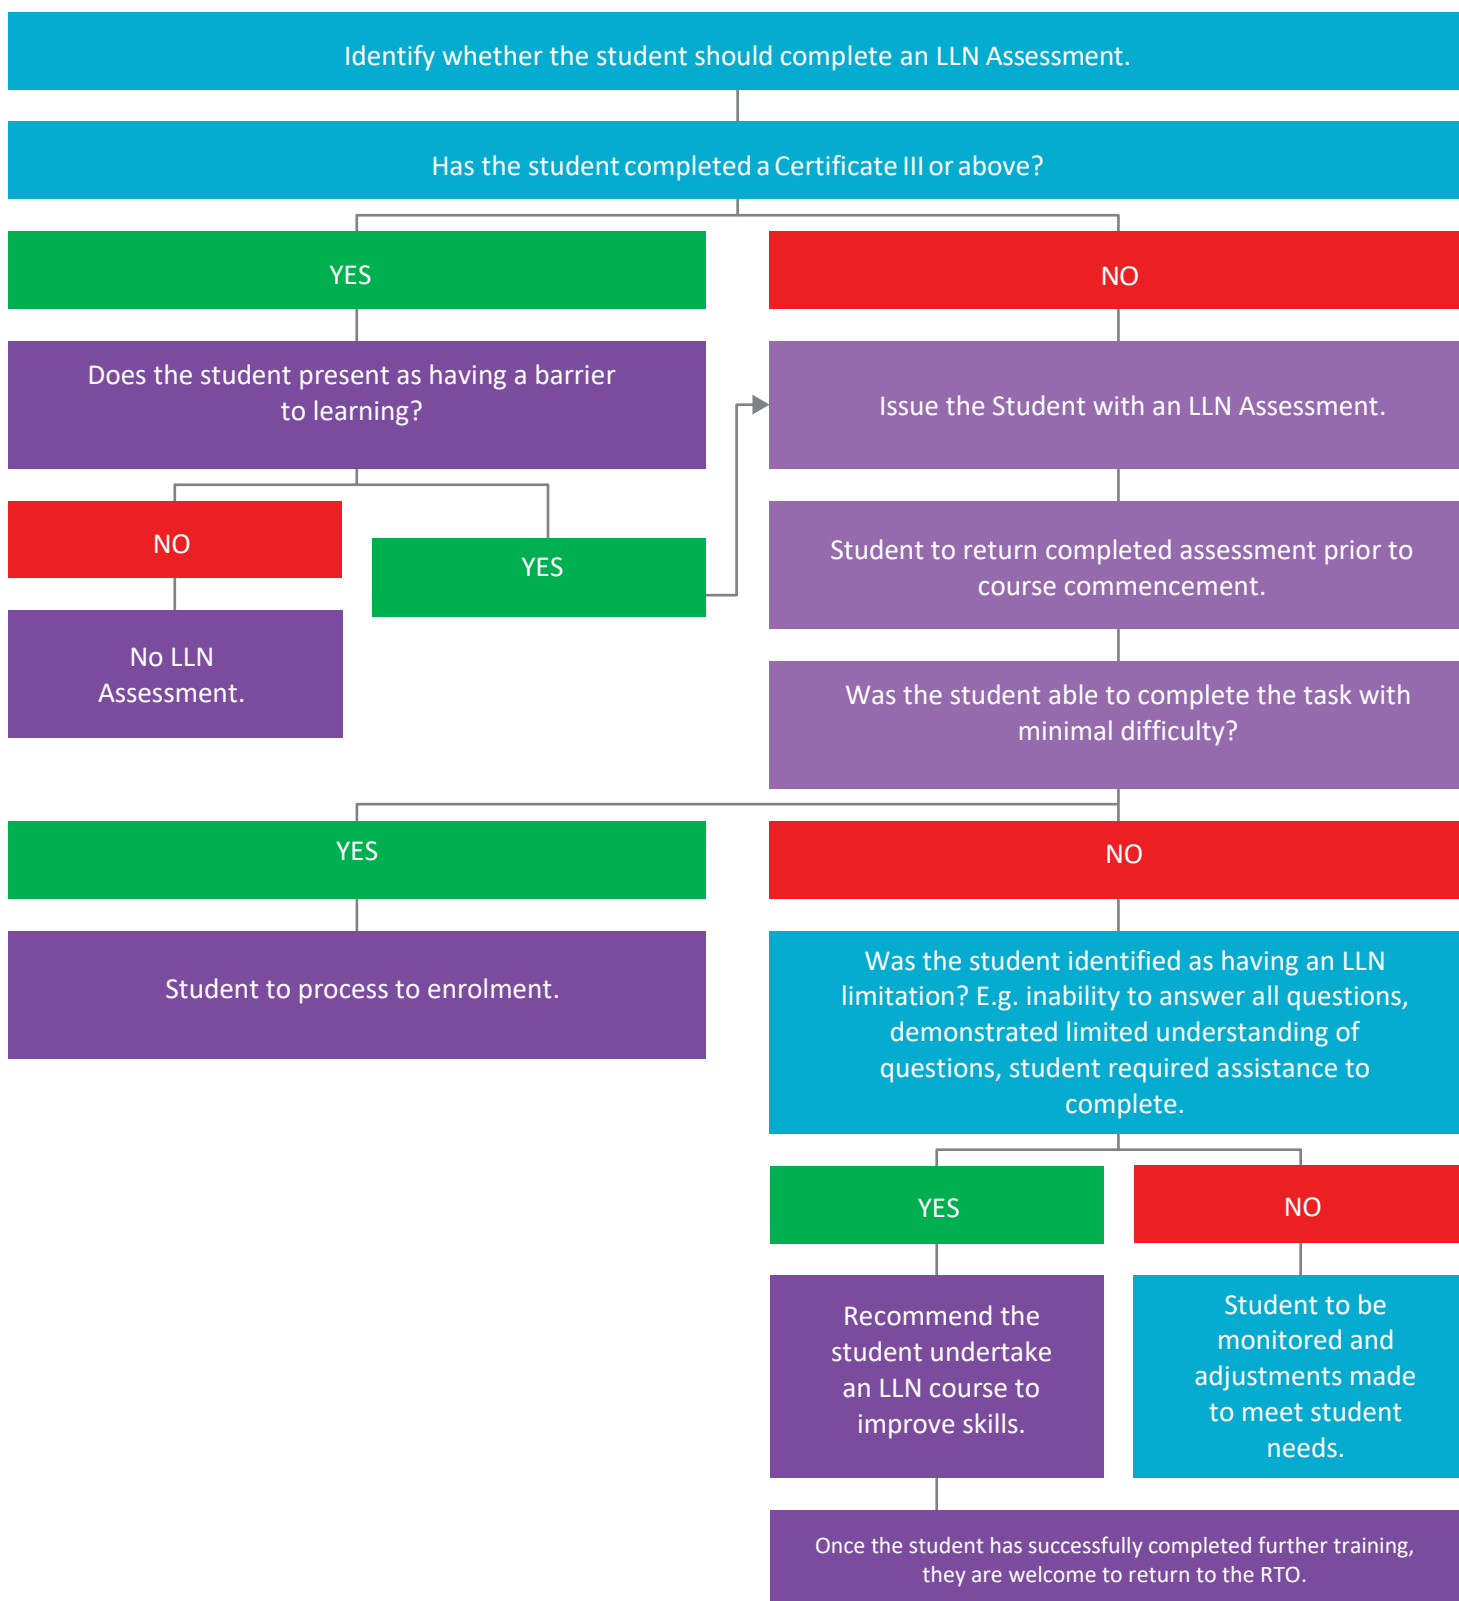 Identify whether the student should complete an LLN Assessment.
Has the student completed a Certificate III or above?
YES
NO
Does the student present as having a barrier
to learning?
Issue the Student with an LLN Assessment.
NO
YES
Student to return completed assessment prior to
course commencement.
No LLN
Assessment.
Was the student able to complete the task with
minimal difficulty?
YES
NO
Student to process to enrolment.
Was the student identified as having an LLN
limitation? E.g. inability to answer all questions,
demonstrated limited understanding of
questions, student required assistance to
complete.
YES
NO
Recommend the
student undertake
an LLN course to
improve skills.
Student to be
monitored and
adjustments made
to meet student
needs.
Once the student has successfully completed further training,
they are welcome to return to the RTO.